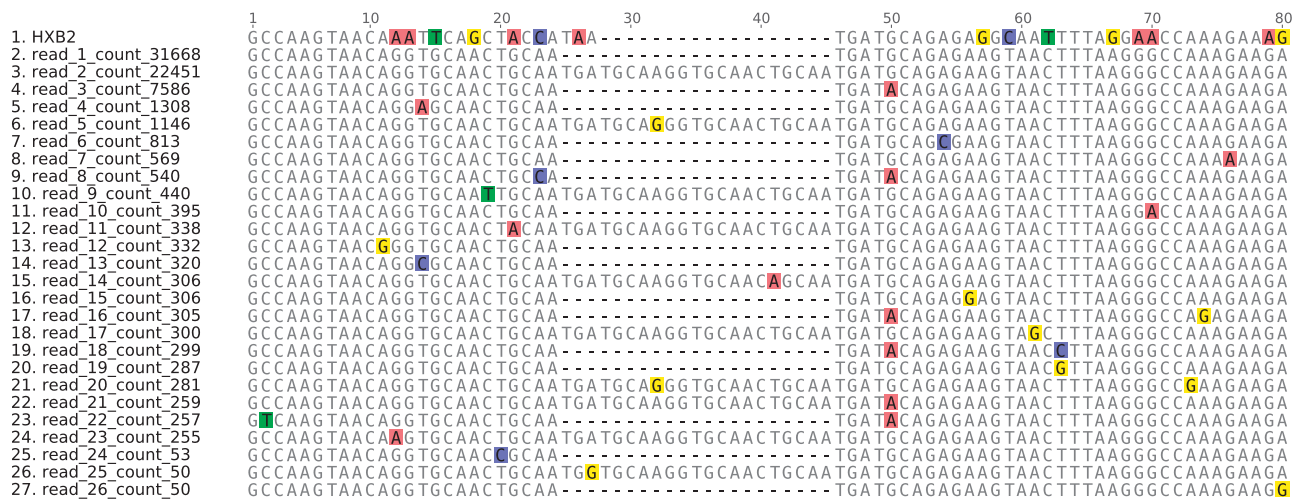 1 10 20 30 40 50 60 70 80
1. HXB2 GCCAAGTAACAAATTCAGCTACCATAA------------------TGATGCAGAGAGGCAATTTTAGGAACCAAAGAAAG
2. read_1_count_31668 GCCAAGTAACAGGTGCAACTGCAA---------------------TGATGCAGAGAAGTAACTTTAAGGGCCAAAGAAGA
3. read_2_count_22451 GCCAAGTAACAGGTGCAACTGCAATGATGCAAGGTGCAACTGCAATGATGCAGAGAAGTAACTTTAAGGGCCAAAGAAGA
4. read_3_count_7586 GCCAAGTAACAGGTGCAACTGCAA---------------------TGATACAGAGAAGTAACTTTAAGGGCCAAAGAAGA
5. read_4_count_1308 GCCAAGTAACAGGAGCAACTGCAA---------------------TGATGCAGAGAAGTAACTTTAAGGGCCAAAGAAGA
6. read_5_count_1146 GCCAAGTAACAGGTGCAACTGCAATGATGCAGGGTGCAACTGCAATGATGCAGAGAAGTAACTTTAAGGGCCAAAGAAGA
7. read_6_count_813 GCCAAGTAACAGGTGCAACTGCAA---------------------TGATGCAGCGAAGTAACTTTAAGGGCCAAAGAAGA
8. read_7_count_569 GCCAAGTAACAGGTGCAACTGCAA---------------------TGATGCAGAGAAGTAACTTTAAGGGCCAAAAAAGA
9. read_8_count_540 GCCAAGTAACAGGTGCAACTGCCA---------------------TGATACAGAGAAGTAACTTTAAGGGCCAAAGAAGA
10. read_9_count_440 GCCAAGTAACAGGTGCAATTGCAATGATGCAAGGTGCAACTGCAATGATGCAGAGAAGTAACTTTAAGGGCCAAAGAAGA
11. read_10_count_395 GCCAAGTAACAGGTGCAACTGCAA---------------------TGATGCAGAGAAGTAACTTTAAGGACCAAAGAAGA
12. read_11_count_338 GCCAAGTAACAGGTGCAACTACAATGATGCAAGGTGCAACTGCAATGATGCAGAGAAGTAACTTTAAGGGCCAAAGAAGA
13. read_12_count_332 GCCAAGTAACGGGTGCAACTGCAA---------------------TGATGCAGAGAAGTAACTTTAAGGGCCAAAGAAGA
14. read_13_count_320 GCCAAGTAACAGGCGCAACTGCAA---------------------TGATGCAGAGAAGTAACTTTAAGGGCCAAAGAAGA
15. read_14_count_306 GCCAAGTAACAGGTGCAACTGCAATGATGCAAGGTGCAACAGCAATGATGCAGAGAAGTAACTTTAAGGGCCAAAGAAGA
16. read_15_count_306 GCCAAGTAACAGGTGCAACTGCAA---------------------TGATGCAGAGGAGTAACTTTAAGGGCCAAAGAAGA
17. read_16_count_305 GCCAAGTAACAGGTGCAACTGCAA---------------------TGATACAGAGAAGTAACTTTAAGGGCCAGAGAAGA
18. read_17_count_300 GCCAAGTAACAGGTGCAACTGCAATGATGCAAGGTGCAACTGCAATGATGCAGAGAAGTAGCTTTAAGGGCCAAAGAAGA
19. read_18_count_299 GCCAAGTAACAGGTGCAACTGCAA---------------------TGATACAGAGAAGTAACCTTAAGGGCCAAAGAAGA
20. read_19_count_287 GCCAAGTAACAGGTGCAACTGCAA---------------------TGATGCAGAGAAGTAACGTTAAGGGCCAAAGAAGA
21. read_20_count_281 GCCAAGTAACAGGTGCAACTGCAATGATGCAGGGTGCAACTGCAATGATGCAGAGAAGTAACTTTAAGGGCCGAAGAAGA
22. read_21_count_259 GCCAAGTAACAGGTGCAACTGCAATGATGCAAGGTGCAACTGCAATGATACAGAGAAGTAACTTTAAGGGCCAAAGAAGA
23. read_22_count_257 GTCAAGTAACAGGTGCAACTGCAA---------------------TGATACAGAGAAGTAACTTTAAGGGCCAAAGAAGA
24. read_23_count_255 GCCAAGTAACAAGTGCAACTGCAATGATGCAAGGTGCAACTGCAATGATGCAGAGAAGTAACTTTAAGGGCCAAAGAAGA
25. read_24_count_53 GCCAAGTAACAGGTGCAACCGCAA---------------------TGATGCAGAGAAGTAACTTTAAGGGCCAAAGAAGA
26. read_25_count_50 GCCAAGTAACAGGTGCAACTGCAATGGTGCAAGGTGCAACTGCAATGATGCAGAGAAGTAACTTTAAGGGCCAAAGAAGA
27. read_26_count_50 GCCAAGTAACAGGTGCAACTGCAA---------------------TGATGCAGAGAAGTAACTTTAAGGGCCAAAGAAGG